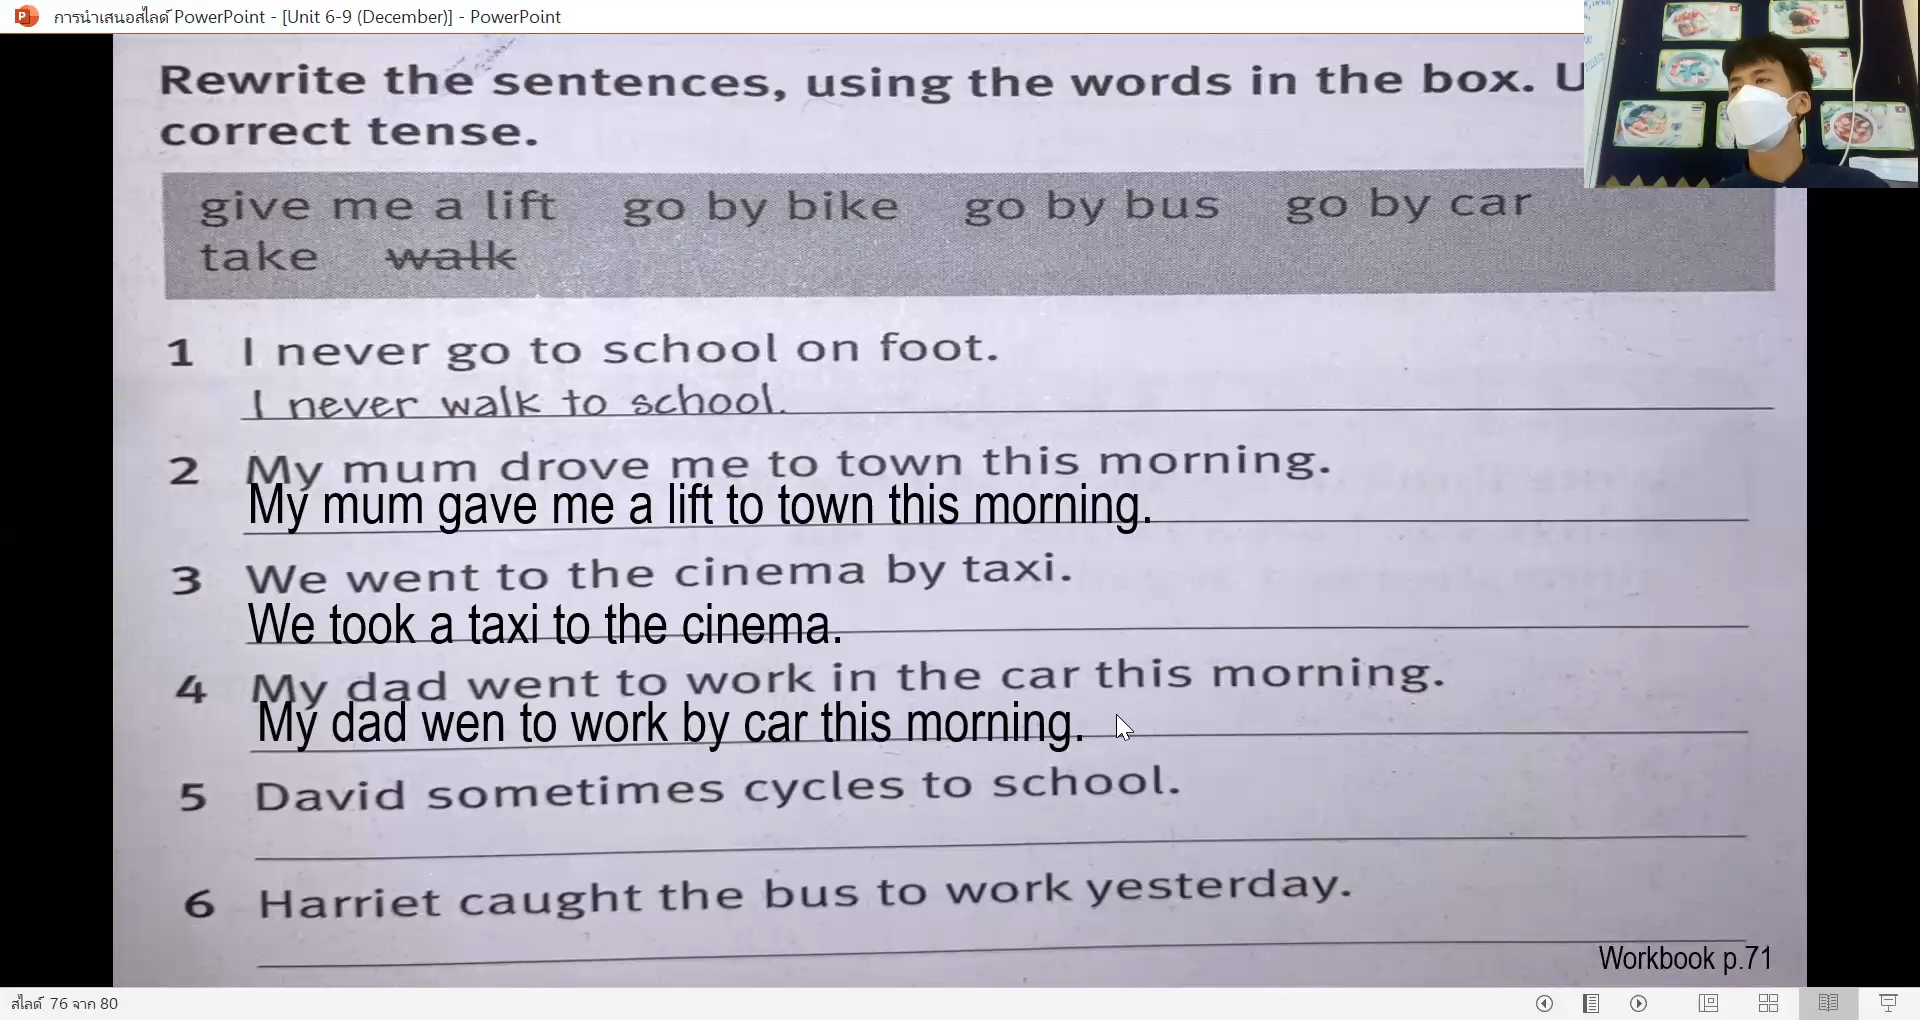 การนำเสนอสไลด์ PowerPoint - [Unit 6-9 (December)] - PowerPoint
Rewrite the sentences, using the words in the box. U
correct tense.
give me a lift go by bike go by bus go by car
take walk
1 I never go to school on foot.
I never walk to school.
2 My mum drove me to town this morning.
My mum gave me a lift to town this morning.
3 We went to the cinema by taxi.
We took a taxi to the cinema.
4 My dad went to work in the car this morning.
My dad wen to work by car this morning.
5 David sometimes cycles to school.
6 Harriet caught the bus to work yesterday.
Workbook p.71
สไลด์ 76 จาก 80